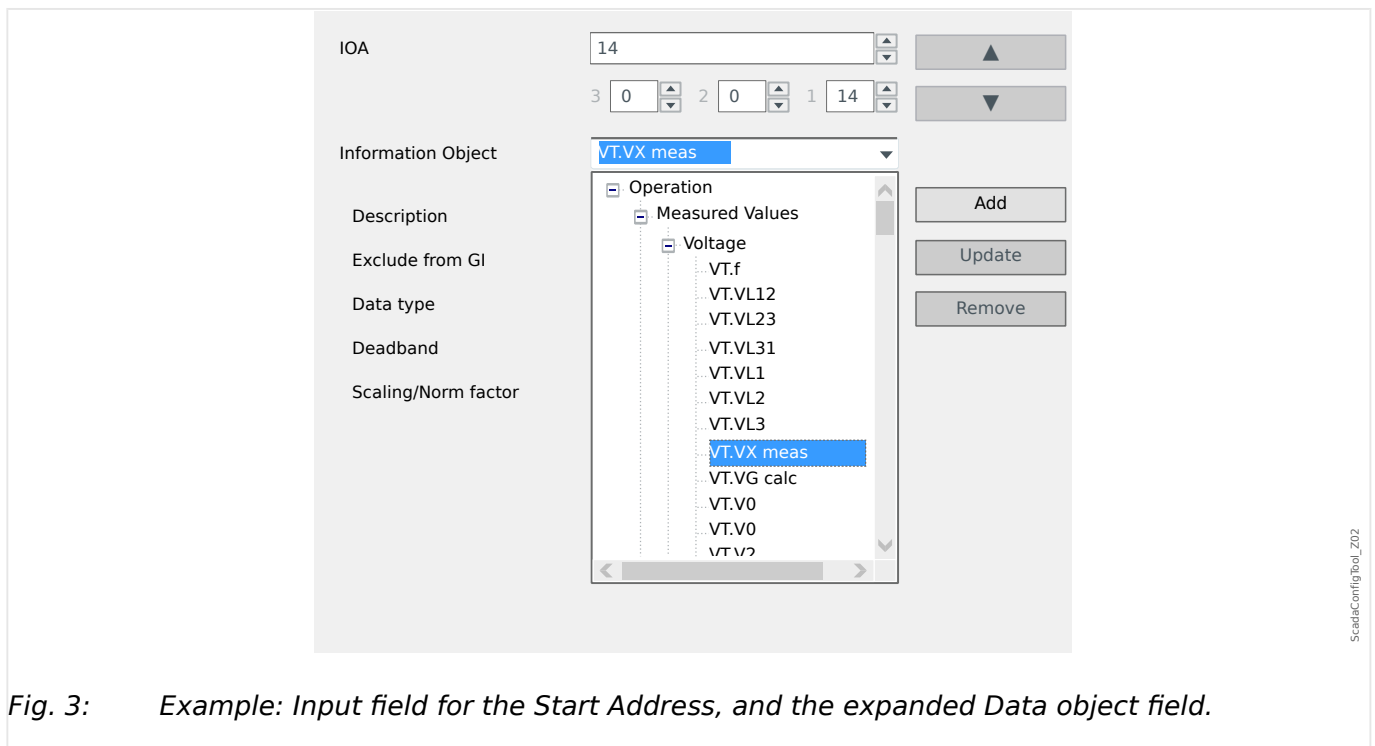 IOA 14 ▲
3 0 2 0 1 14 ▼
Information Object VT.VX meas
Operation
Measured Values
Voltage
VT.f
VT.VL12
VT.VL23
VT.VL31
VT.VL1
VT.VL2
VT.VL3
VT.VX meas
VT.VG calc
VT.V0
VT.V0
VT.V2
Description
Exclude from GI
Data type
Deadband
Scaling/Norm factor
Add
Update
Remove
ScadaConfigTool_Z02
Fig. 3: Example: Input field for the Start Address, and the expanded Data object field.